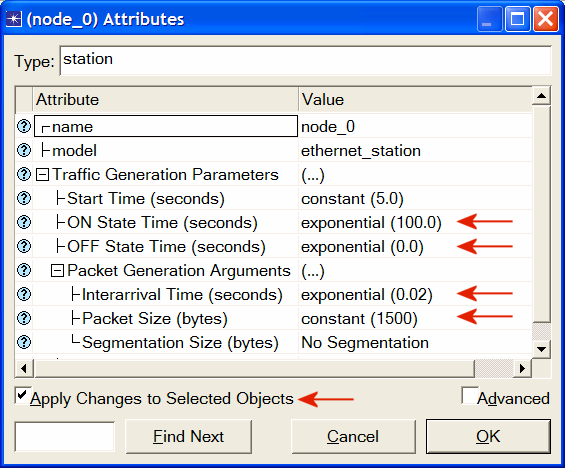 (node_0) Attributes
Type: station
Attribute Value
name node_0
model ethernet_station
Traffic Generation Parameters (...)
Start Time (seconds) constant (5.0)
ON State Time (seconds) exponential (100.0)
OFF State Time (seconds) exponential (0.0)
Packet Generation Arguments (...)
Interarrival Time (seconds) exponential (0.02)
Packet Size (bytes) constant (1500)
Segmentation Size (bytes) No Segmentation
Apply Changes to Selected Objects Advanced
Find Next Cancel OK